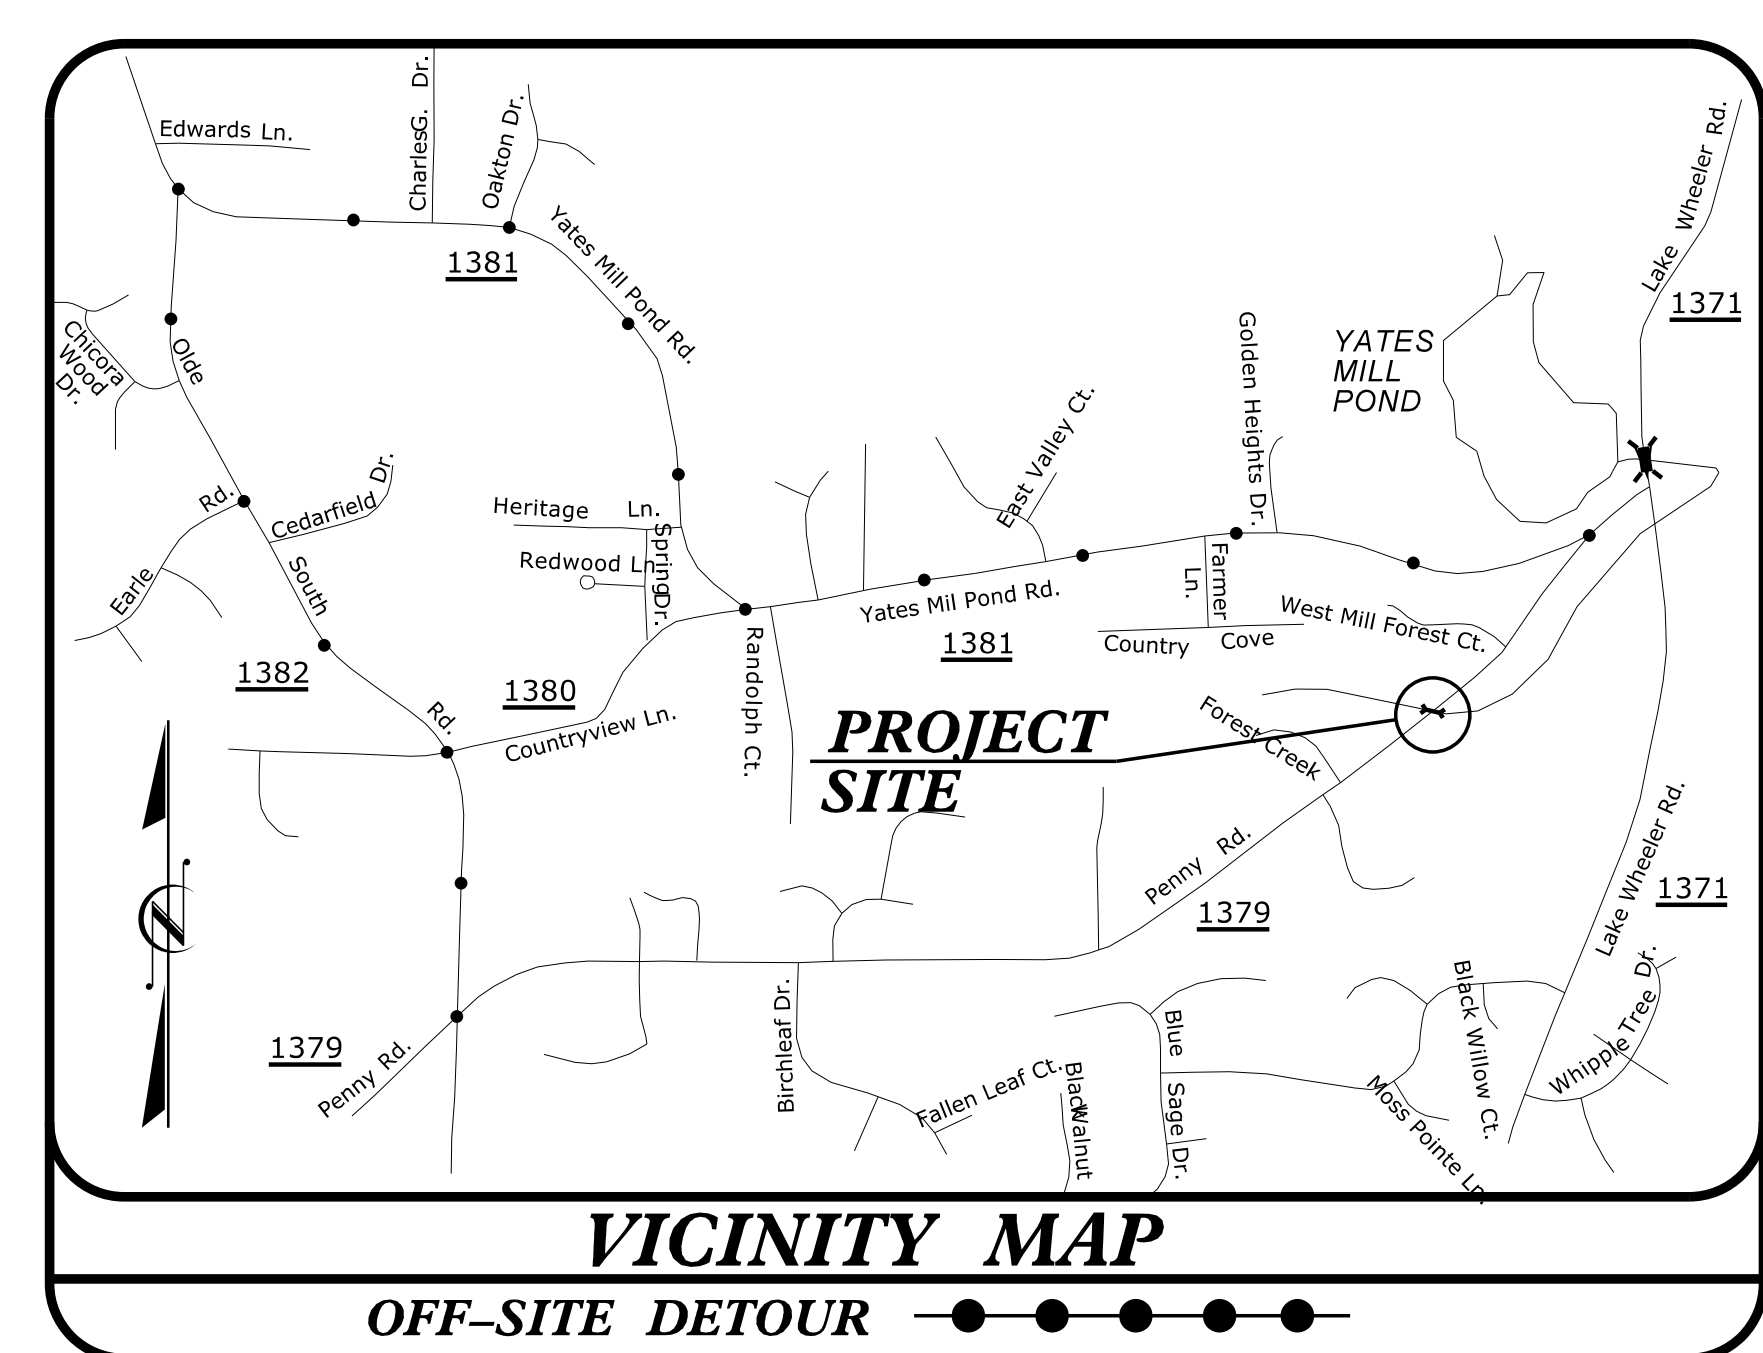 Edwards Ln.
CharlesG. Dr.
Oakton Dr.
Lake Wheeler Rd.
Yates Mill Pond Rd.
1381
1371
Chicora
Wood
Dr.
Olde
Golden Heights Dr.
YATES
MILL
POND
East Valley Ct.
Rd.
Cedarfield Dr.
Heritage Ln.
Spring Dr.
Redwood Ln.
Earle
South
Farmer
Ln.
Yates Mil Pond Rd.
West Mill Forest Ct.
1381
Country Cove
Randolph Ct.
1382
1380
Rd.
Countryview Ln.
Forest Creek
PROJECT
SITE
Penny Rd.
Lake Wheeler Rd.
1371
1379
Black Willow Ct.
Whipple Tree Dr.
Birchleaf Dr.
Blue
Sage Dr.
1379
Penny Rd.
Fallen Leaf Ct.
Black Walnut
Moss Pointe Ln.
N
VICINITY MAP
OFF–SITE DETOUR